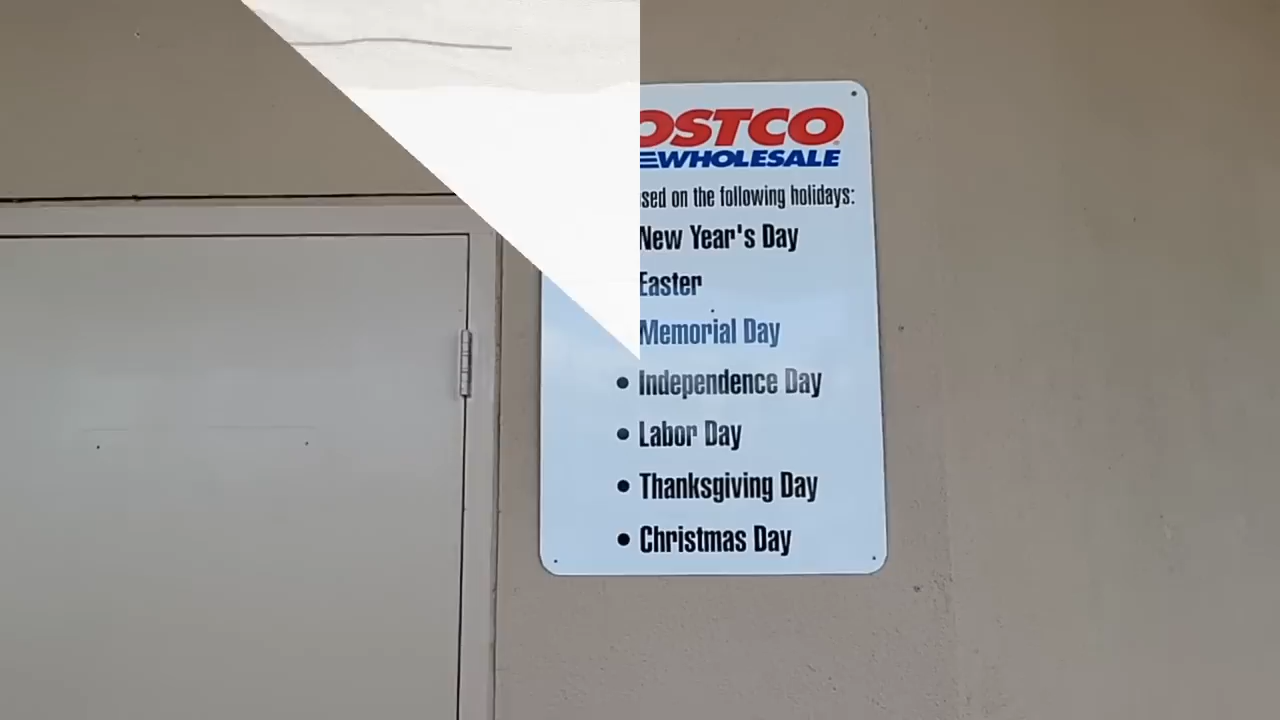 OSTCO
WHOLESALE
sed on the following holidays:
New Year's Day
Easter
Memorial Day
• Independence Day
• Labor Day
• Thanksgiving Day
• Christmas Day